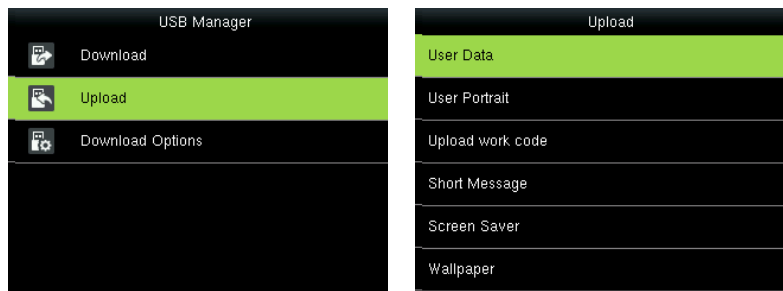 USB Manager
Download
Upload
Download Options
Upload
User Data
User Portrait
Upload work code
Short Message
Screen Saver
Wallpaper